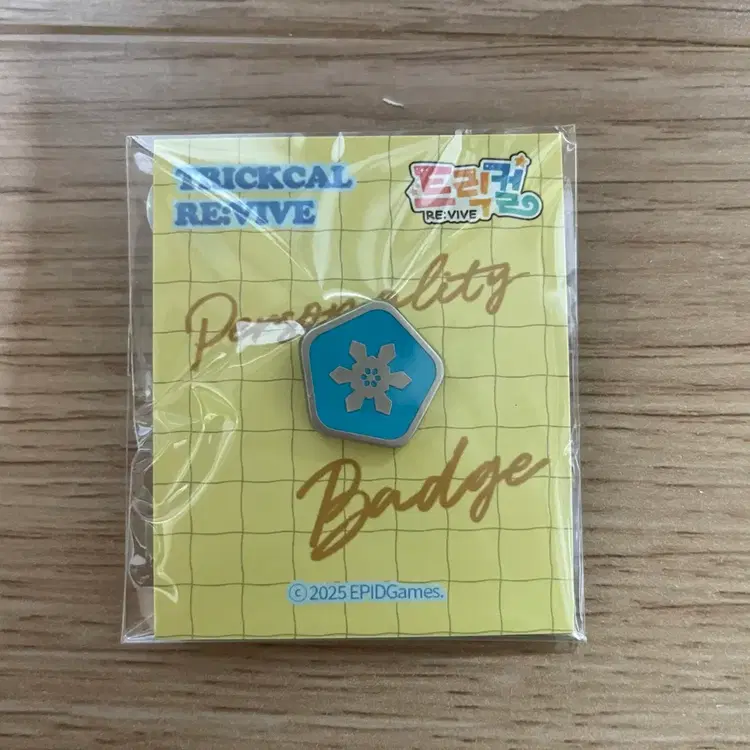 TRICKCAL
RE:VIVE
트릭컬
RE:VIVE
Personality
Badge
ⓒ 2025 EPIDGames.